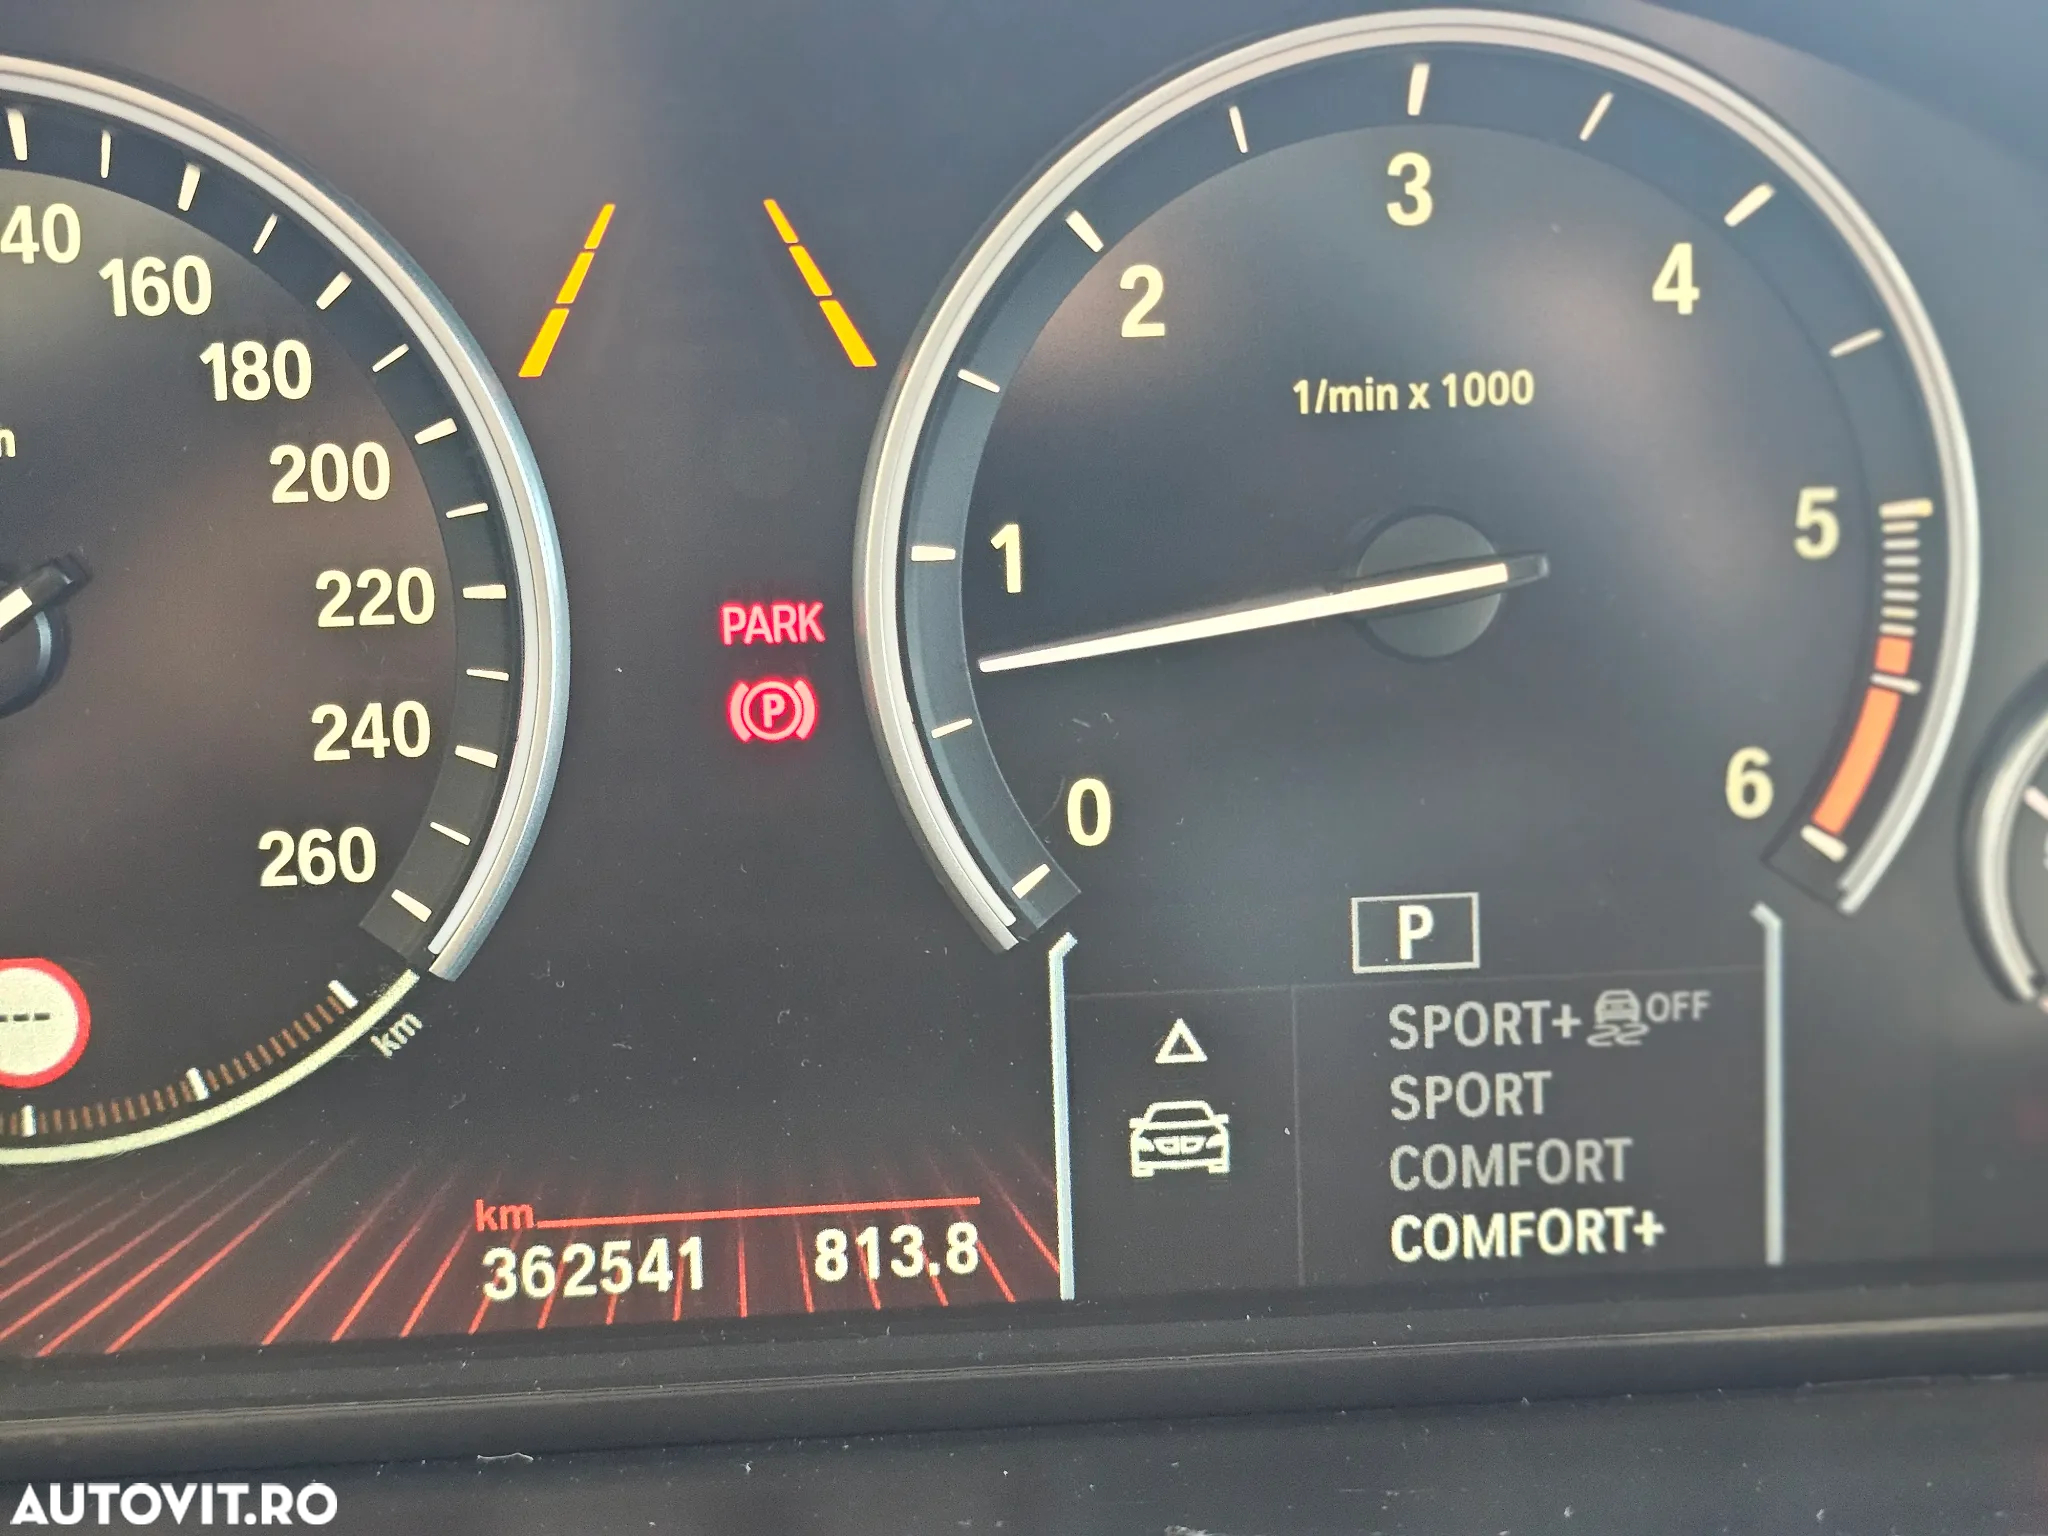 40
160
180
200
220
240
260
km
PARK
P
0
1
2
3
4
5
6
1/min x 1000
P
SPORT+ OFF
SPORT
COMFORT
COMFORT+
km
362541 813.8
AUTOVIT.RO